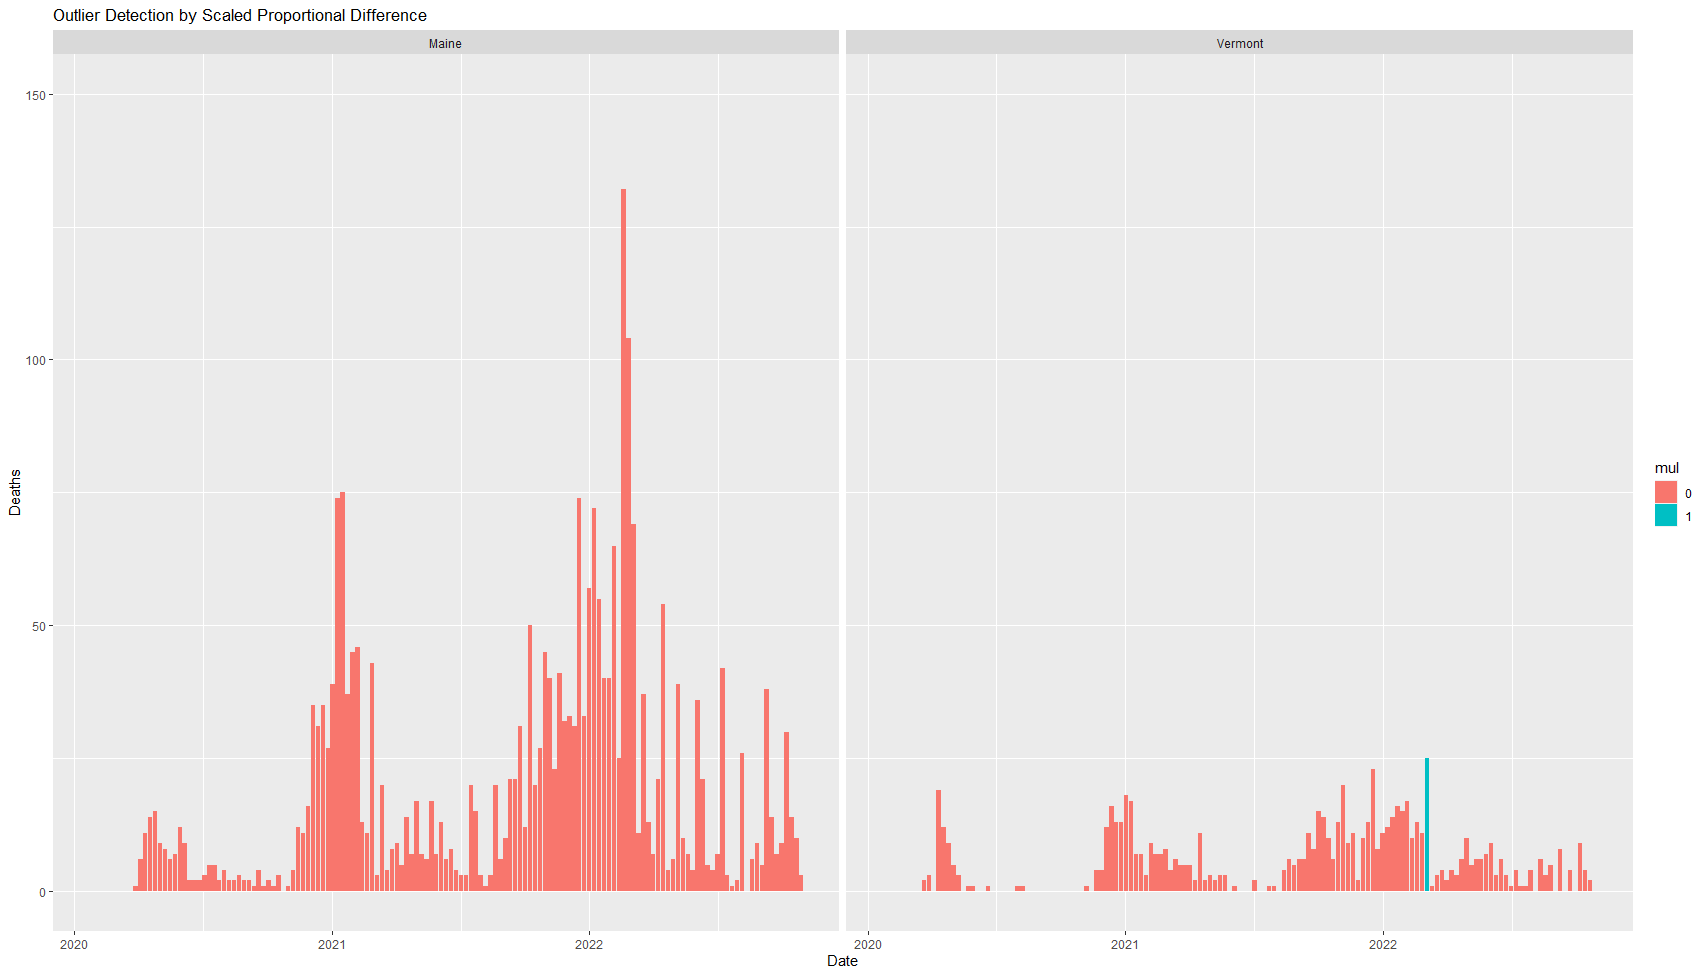 Outlier Detection by Scaled Proportional Difference
Maine
Vermont
150
100
50
0
Deaths
2020
2021
2022
2020
2021
2022
Date
mul
0
1